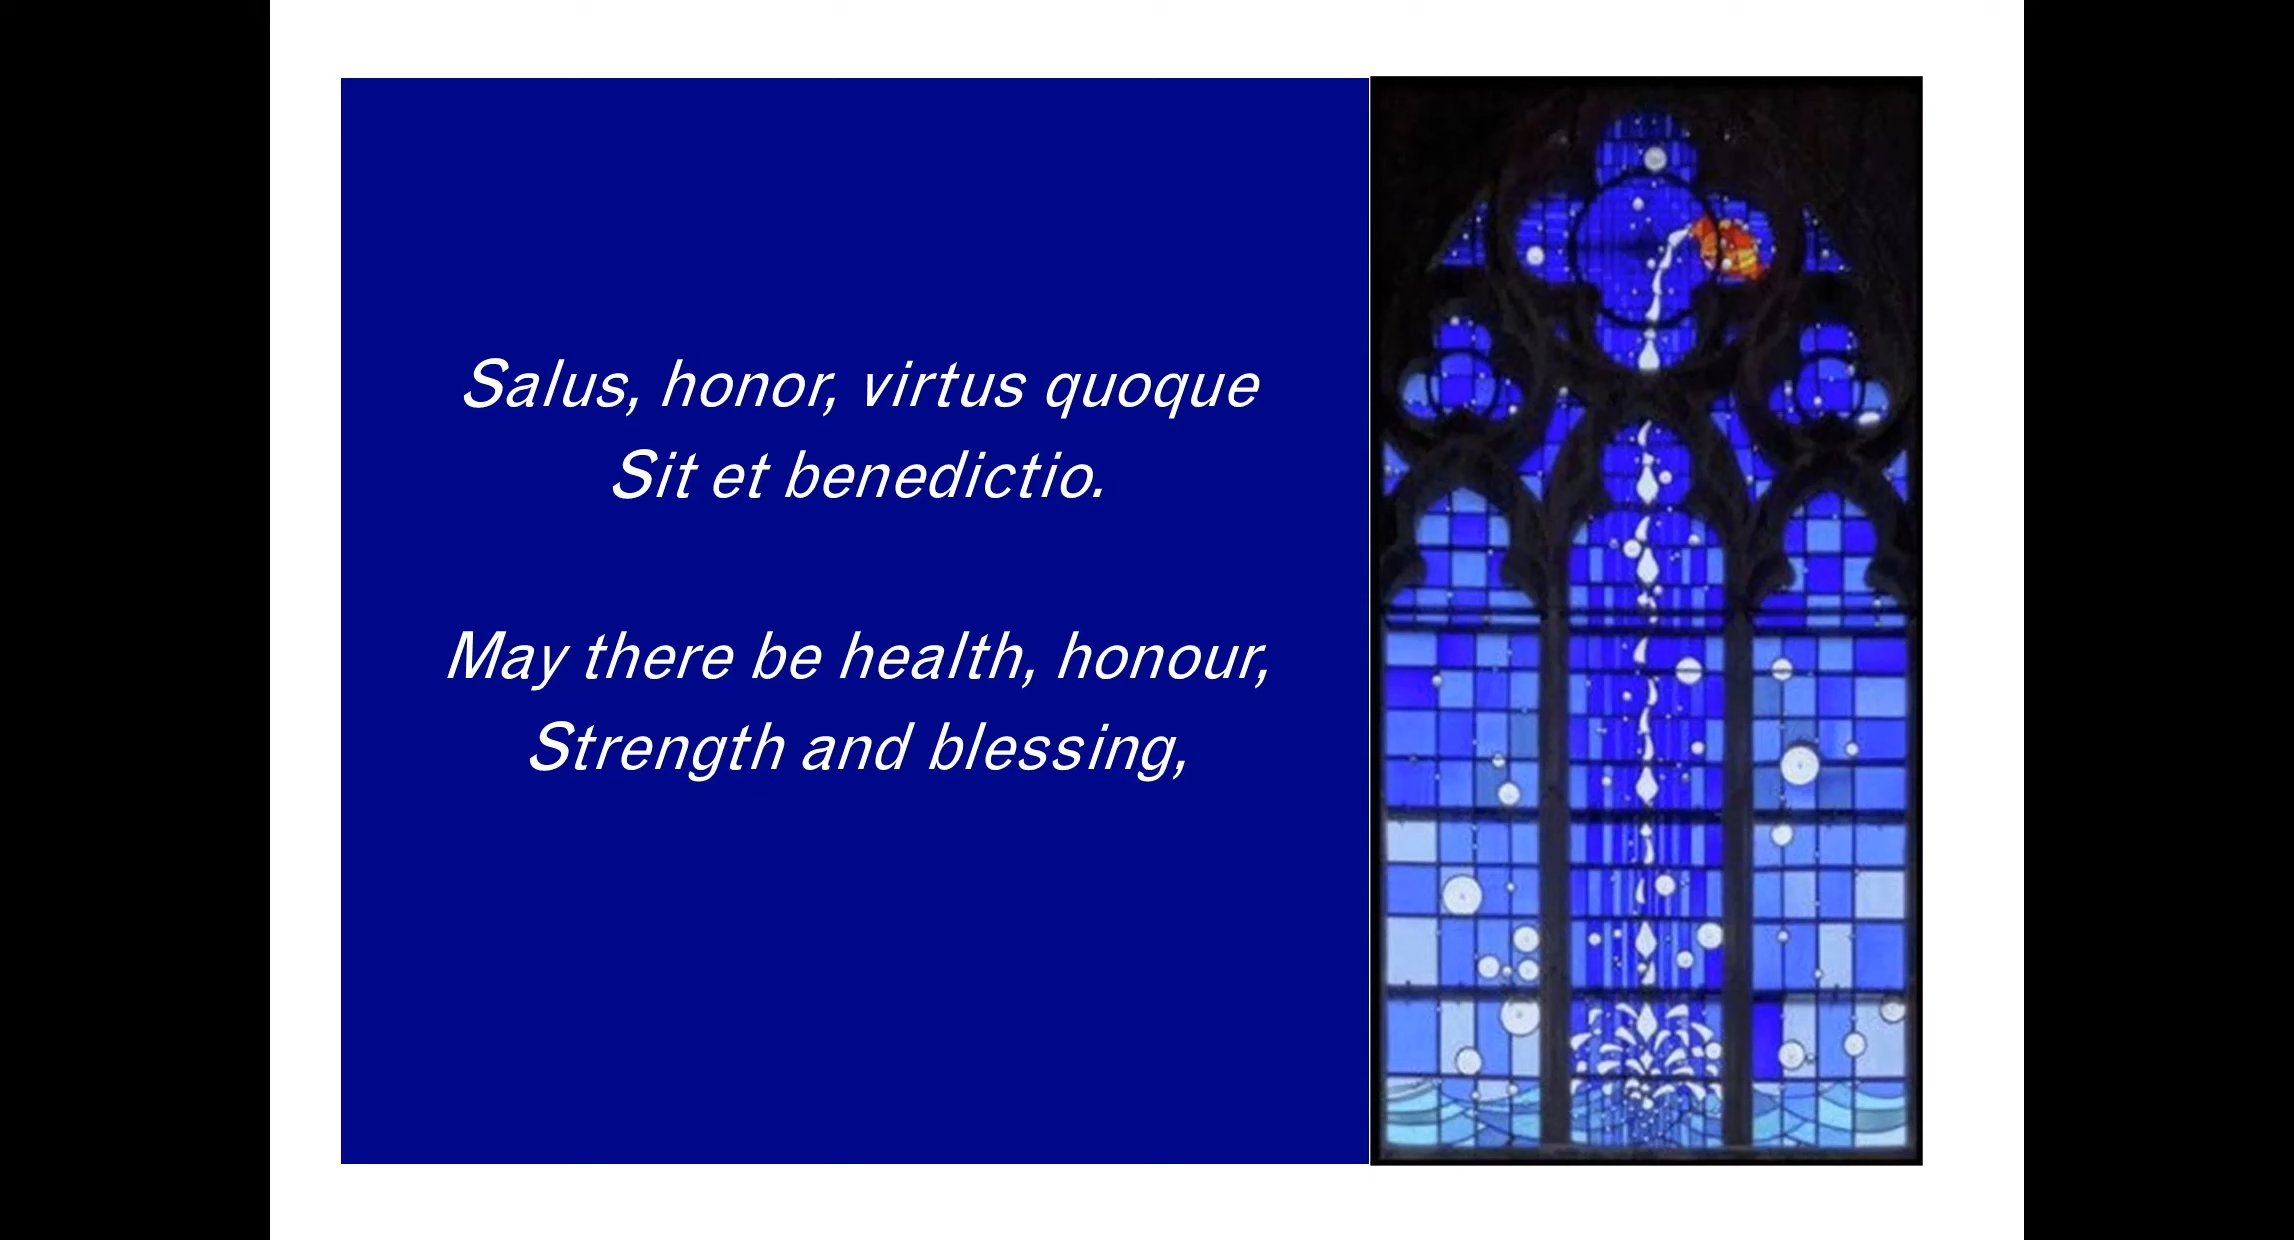 Salus, honor, virtus quoque
Sit et benedictio.
May there be health, honour,
Strength and blessing,